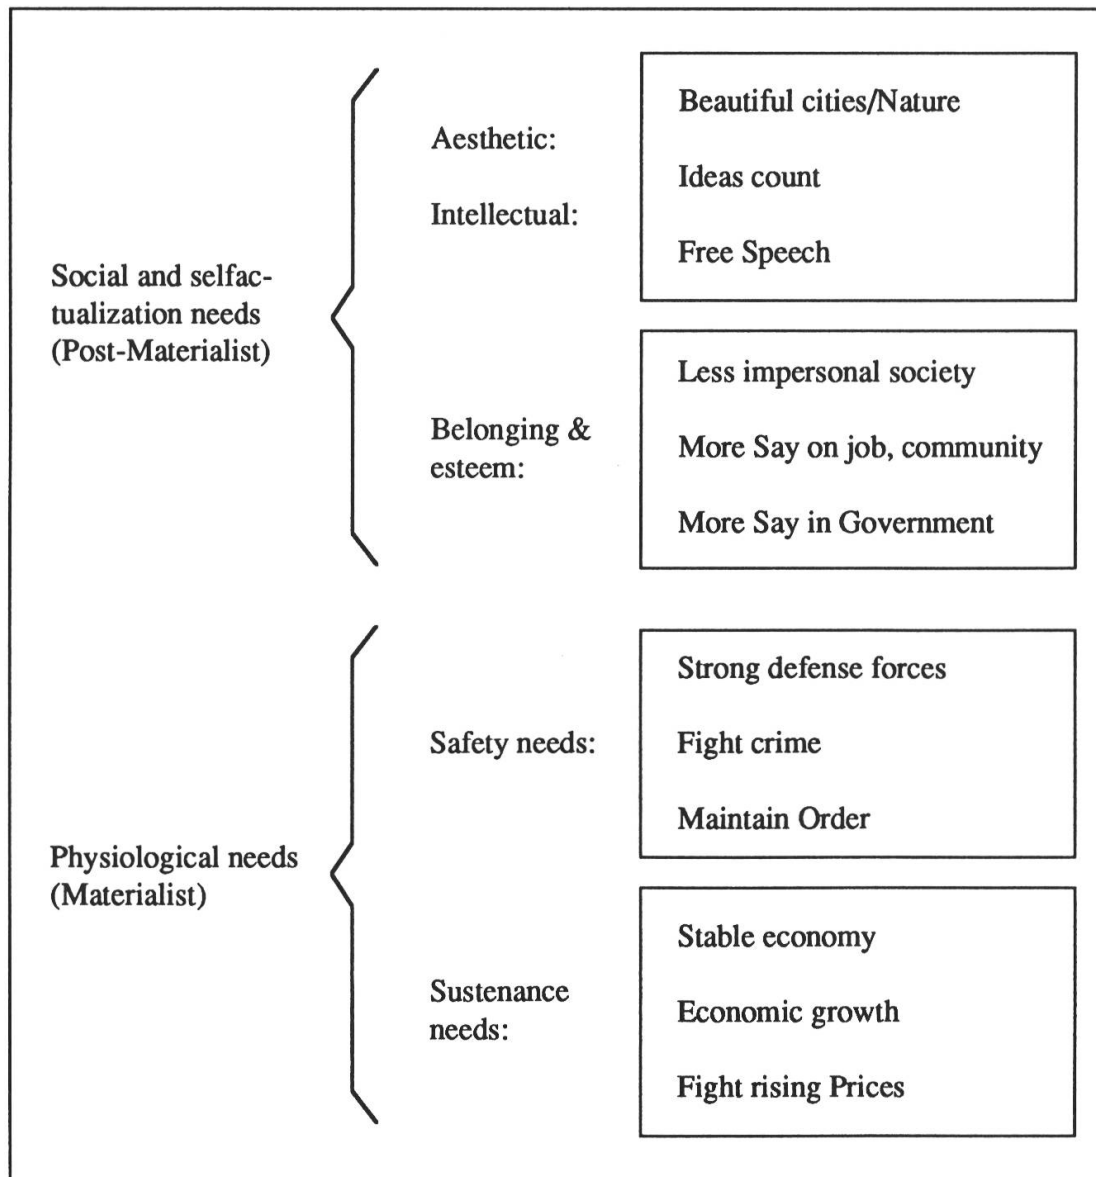 Social and selfac-
tualization needs
(Post-Materialist)
Aesthetic:
Intellectual:
Beautiful cities/Nature
Ideas count
Free Speech
Belonging &
esteem:
Less impersonal society
More Say on job, community
More Say in Government
Physiological needs
(Materialist)
Safety needs:
Strong defense forces
Fight crime
Maintain Order
Sustenance
needs:
Stable economy
Economic growth
Fight rising Prices